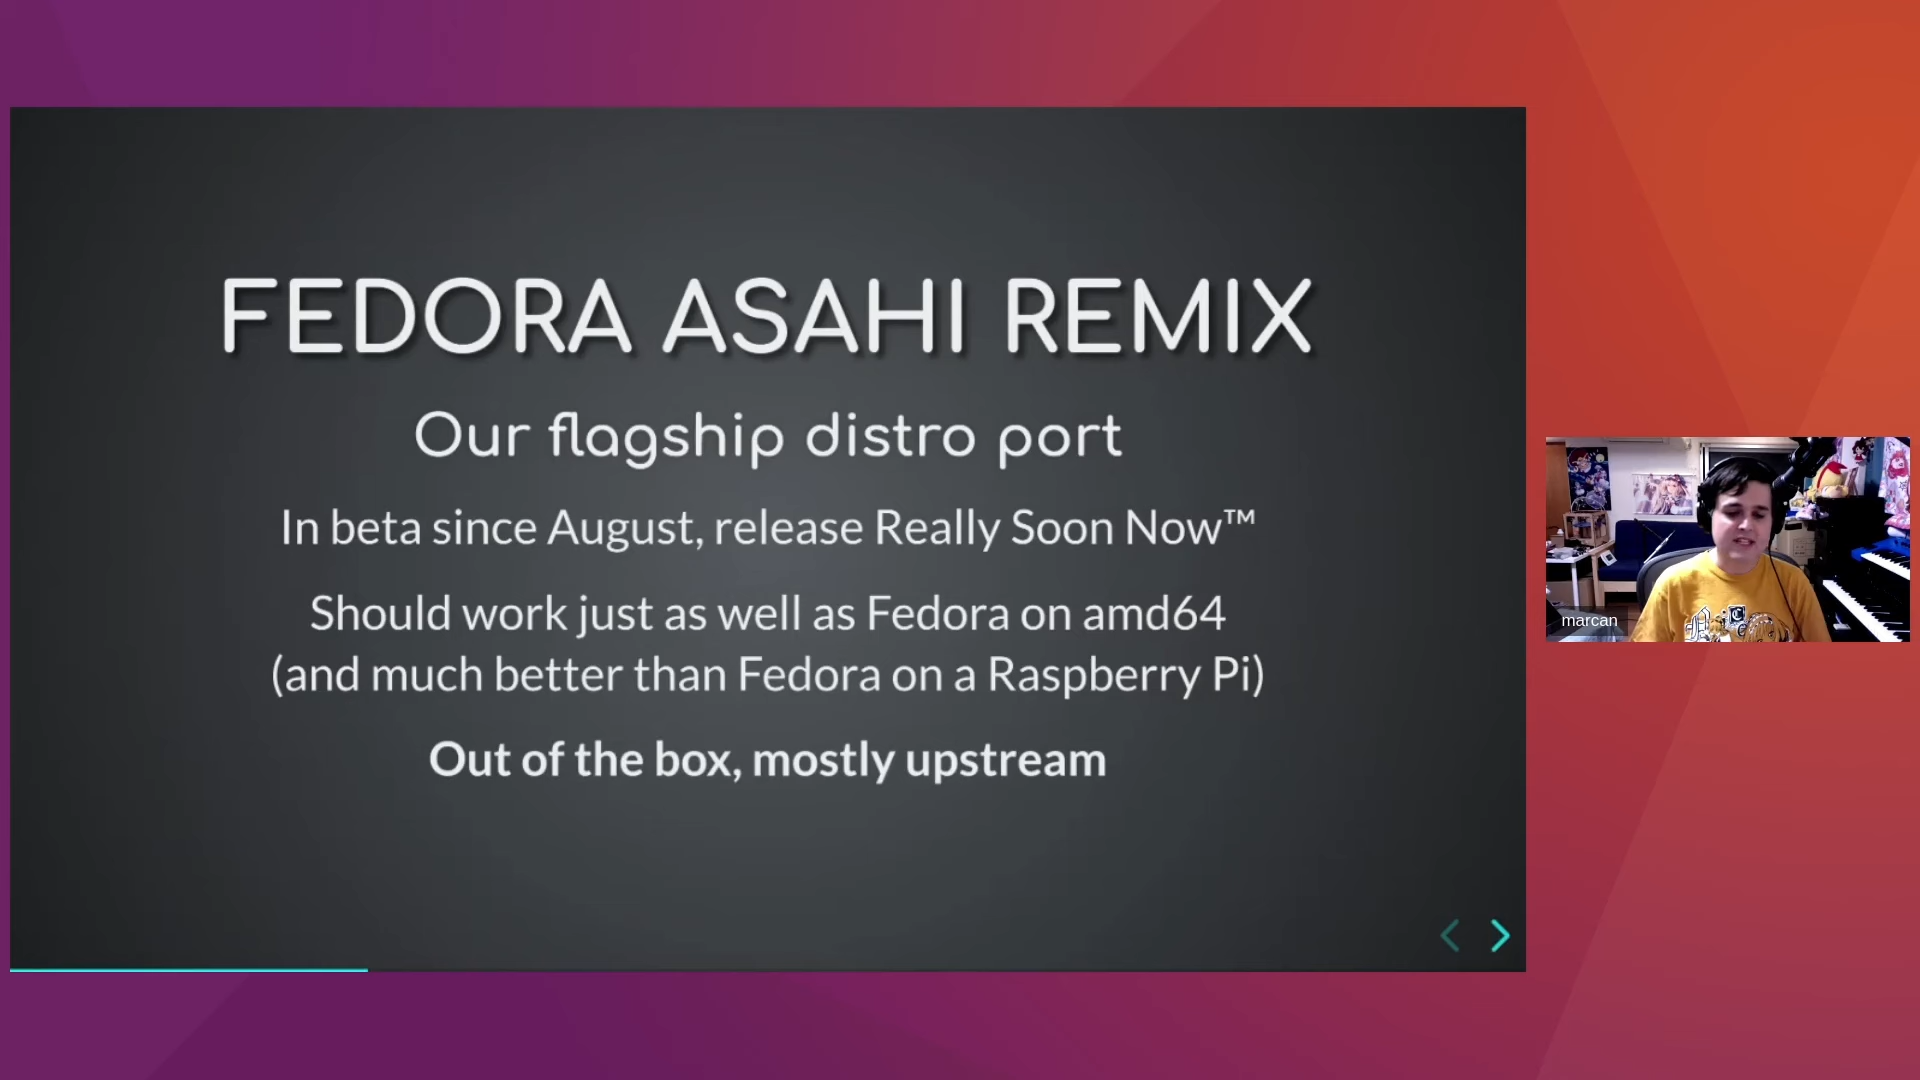 FEDORA ASAHI REMIX
Our flagship distro port
In beta since August, release Really Soon Now™
Should work just as well as Fedora on amd64
(and much better than Fedora on a Raspberry Pi)
Out of the box, mostly upstream
marcan